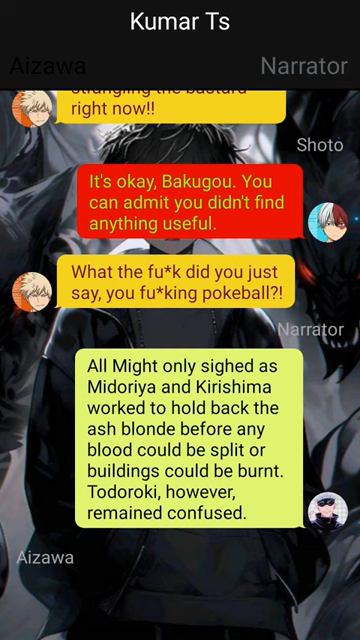 Kumar Ts
Aizawa
Narrator
strangling the bastard
right now!!
Shoto
It's okay, Bakugou. You
can admit you didn't find
anything useful.
What the fu*k did you just
say, you fu*king pokeball?!
Narrator
All Might only sighed as
Midoriya and Kirishima
worked to hold back the
ash blonde before any
blood could be split or
buildings could be burnt.
Todoroki, however,
remained confused.
Aizawa